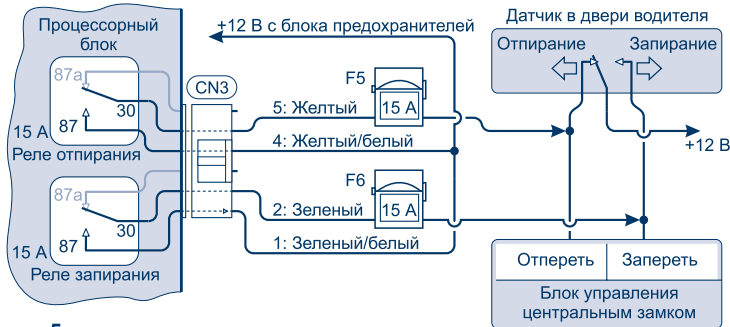 Процессорный
блок
87а
30
87
15 А
Реле отпирания
87а
30
87
15 А
Реле запирания
CN3
+12 В с блока предохранителей
F5
15 А
5: Желтый
4: Желтый/белый
F6
15 А
2: Зеленый
1: Зеленый/белый
Датчик в двери водителя
Отпирание
Запирание
+12 В
Отпереть
Запереть
Блок управления
центральным замком